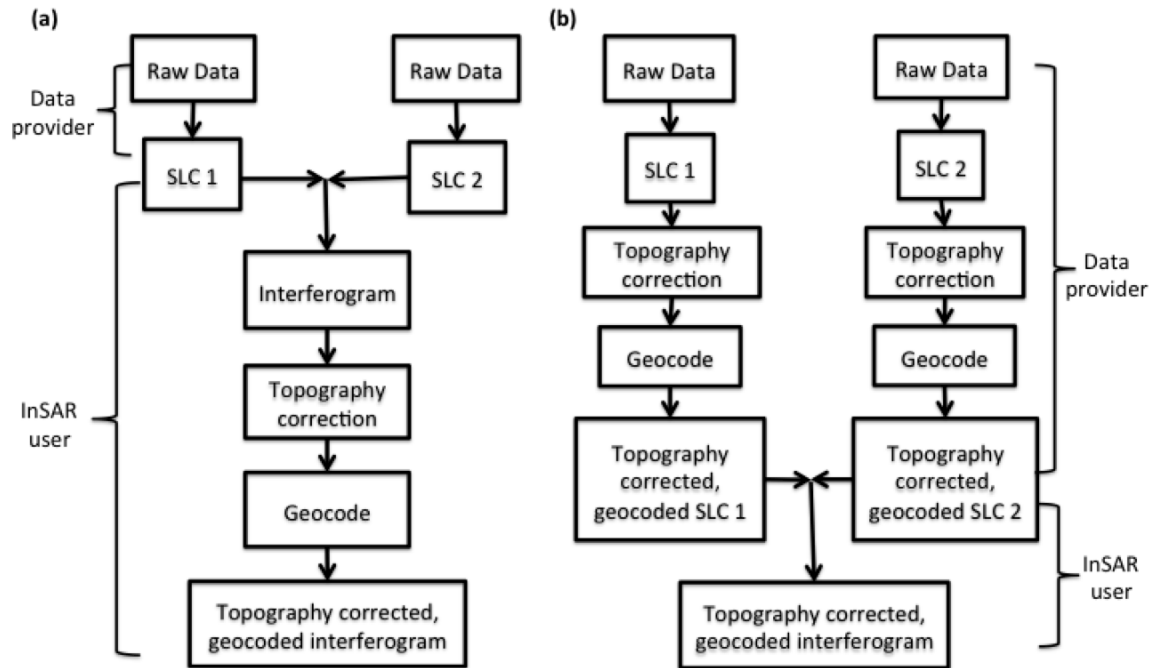 (a)
Raw Data
Raw Data
Data
provider
SLC 1
SLC 2
Interferogram
Topography
correction
InSAR
user
Geocode
Topography corrected,
geocoded interferogram
(b)
Raw Data
Raw Data
SLC 1
SLC 2
Topography
correction
Topography
correction
Data
provider
Geocode
Geocode
Topography
corrected,
geocoded SLC 1
Topography
corrected,
geocoded SLC 2
InSAR
user
Topography corrected,
geocoded interferogram